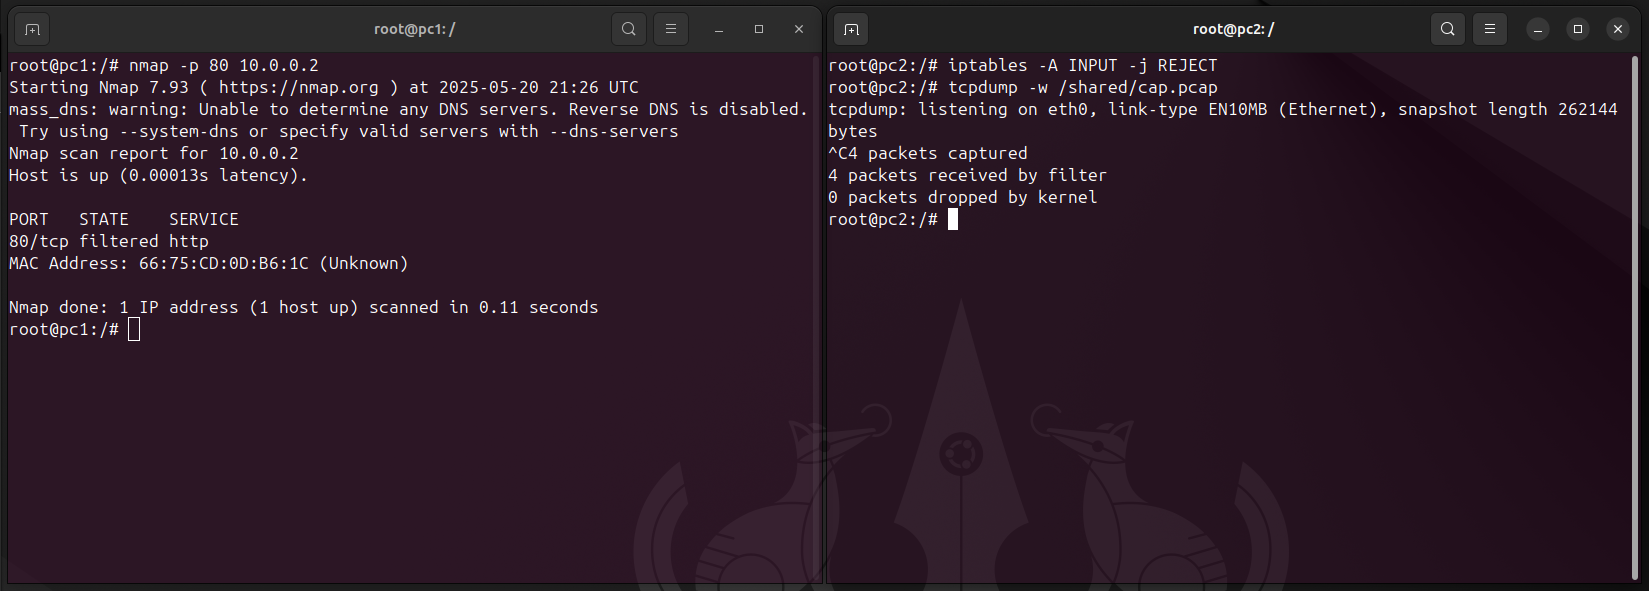 root@pc1: /
root@pc1:/# nmap -p 80 10.0.0.2
Starting Nmap 7.93 ( https://nmap.org ) at 2025-05-20 21:26 UTC
mass_dns: warning: Unable to determine any DNS servers. Reverse DNS is disabled.
 Try using --system-dns or specify valid servers with --dns-servers
Nmap scan report for 10.0.0.2
Host is up (0.00013s latency).
PORT   STATE    SERVICE
80/tcp filtered http
MAC Address: 66:75:CD:0D:B6:1C (Unknown)
Nmap done: 1 IP address (1 host up) scanned in 0.11 seconds
root@pc1:/#
root@pc2: /
root@pc2:/# iptables -A INPUT -j REJECT
root@pc2:/# tcpdump -w /shared/cap.pcap
tcpdump: listening on eth0, link-type EN10MB (Ethernet), snapshot length 262144
bytes
^C4 packets captured
4 packets received by filter
0 packets dropped by kernel
root@pc2:/#